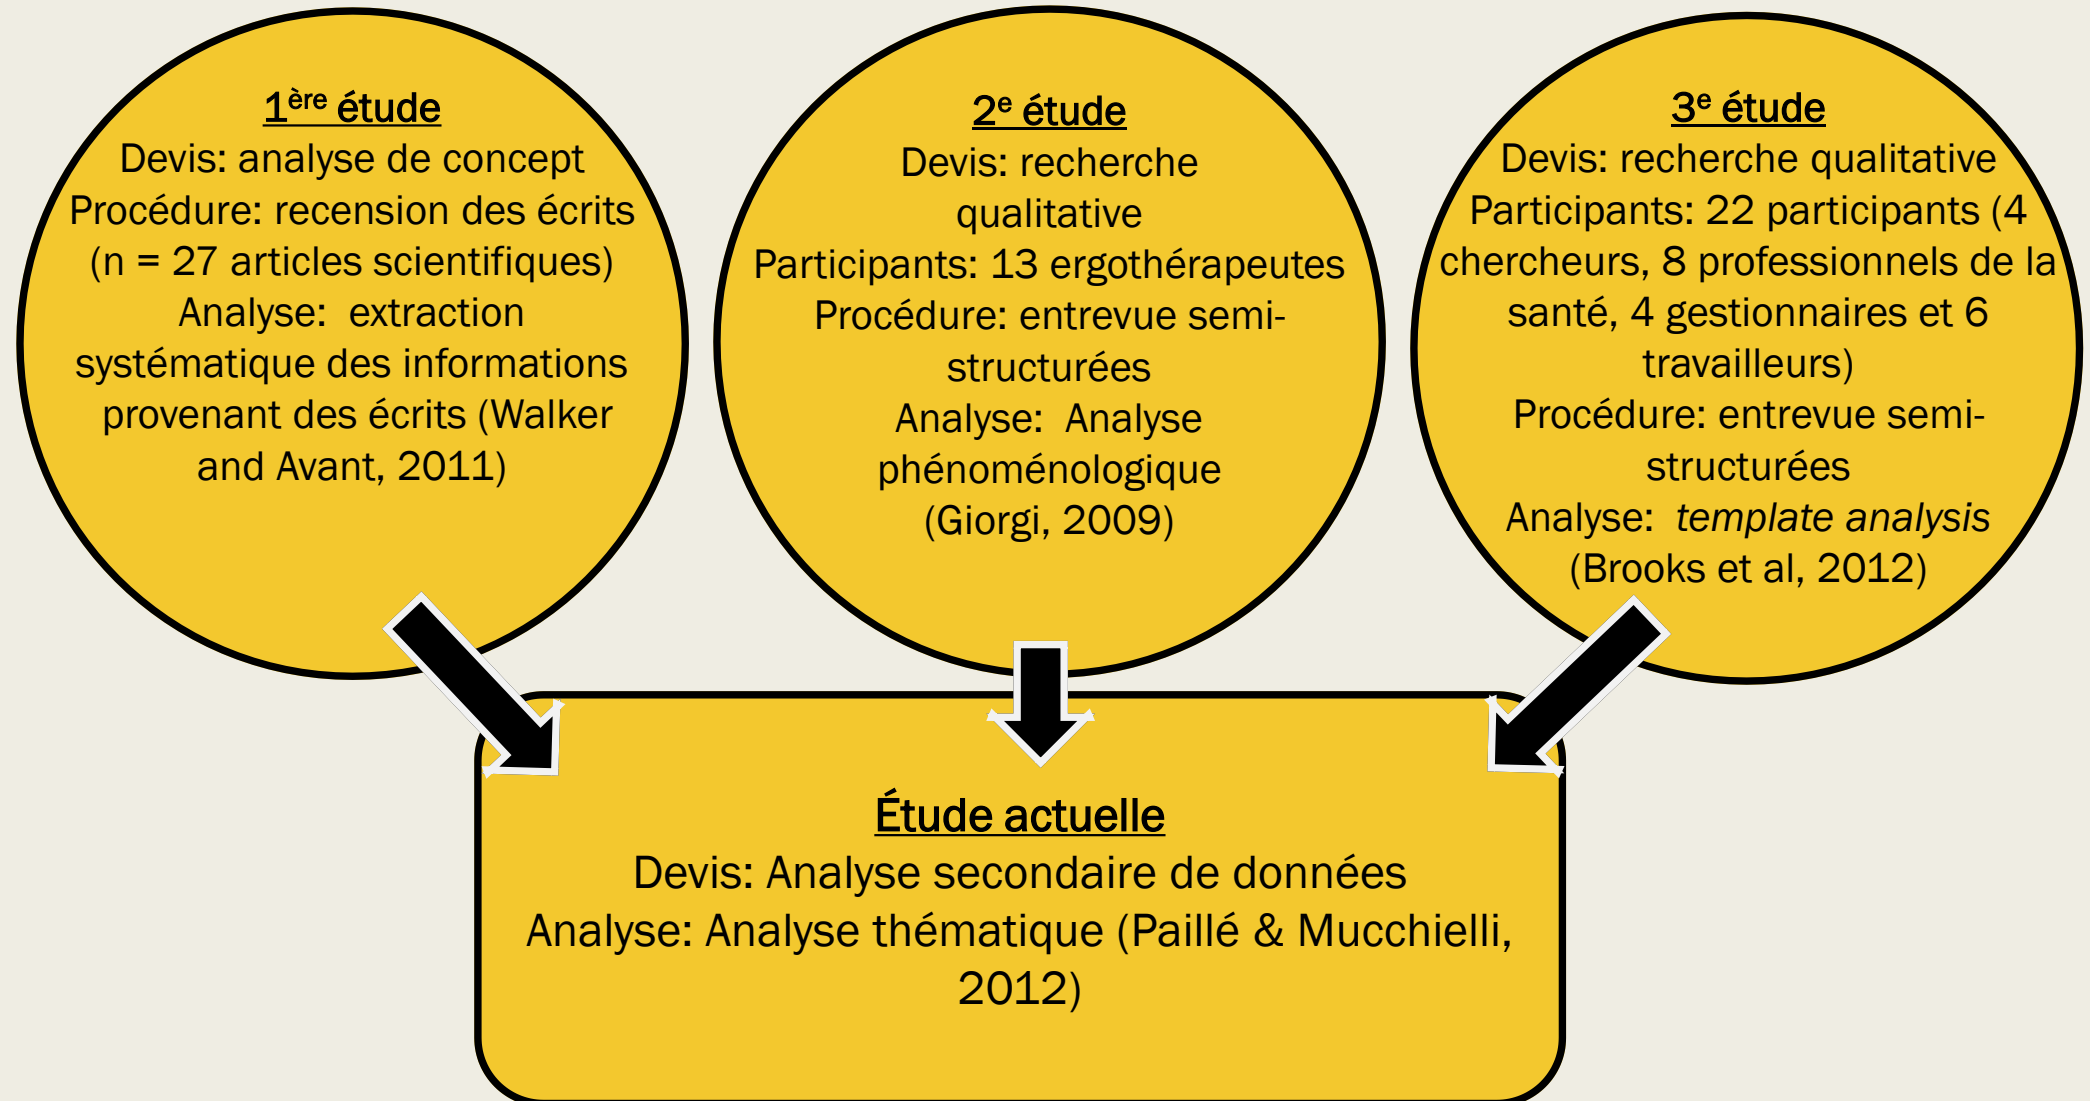 1ère étude
Devis: analyse de concept
Procédure: recension des écrits
(n = 27 articles scientifiques)
Analyse:  extraction
systématique des informations
provenant des écrits (Walker
and Avant, 2011)
2e étude
Devis: recherche
qualitative
Participants: 13 ergothérapeutes
Procédure: entrevue semi-
structurées
Analyse:  Analyse
phénoménologique
(Giorgi, 2009)
3e étude
Devis: recherche qualitative
Participants: 22 participants (4
chercheurs, 8 professionnels de la
santé, 4 gestionnaires et 6
travailleurs)
Procédure: entrevue semi-
structurées
Analyse:  template analysis
(Brooks et al, 2012)
Étude actuelle
Devis: Analyse secondaire de données
Analyse: Analyse thématique (Paillé & Mucchielli,
2012)